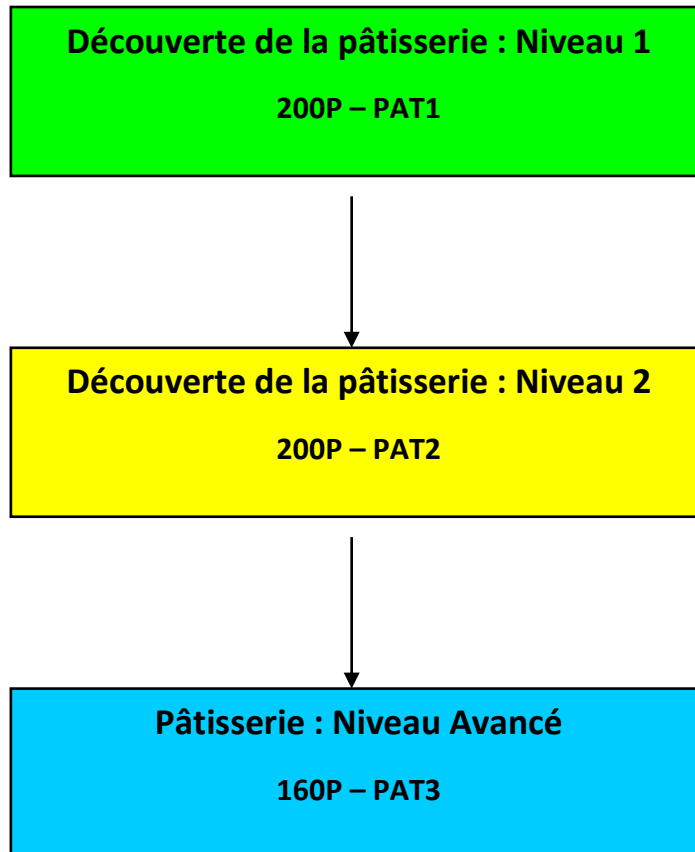 Découverte de la pâtisserie : Niveau 1
200P – PAT1
Découverte de la pâtisserie : Niveau 2
200P – PAT2
Pâtisserie : Niveau Avancé
160P – PAT3